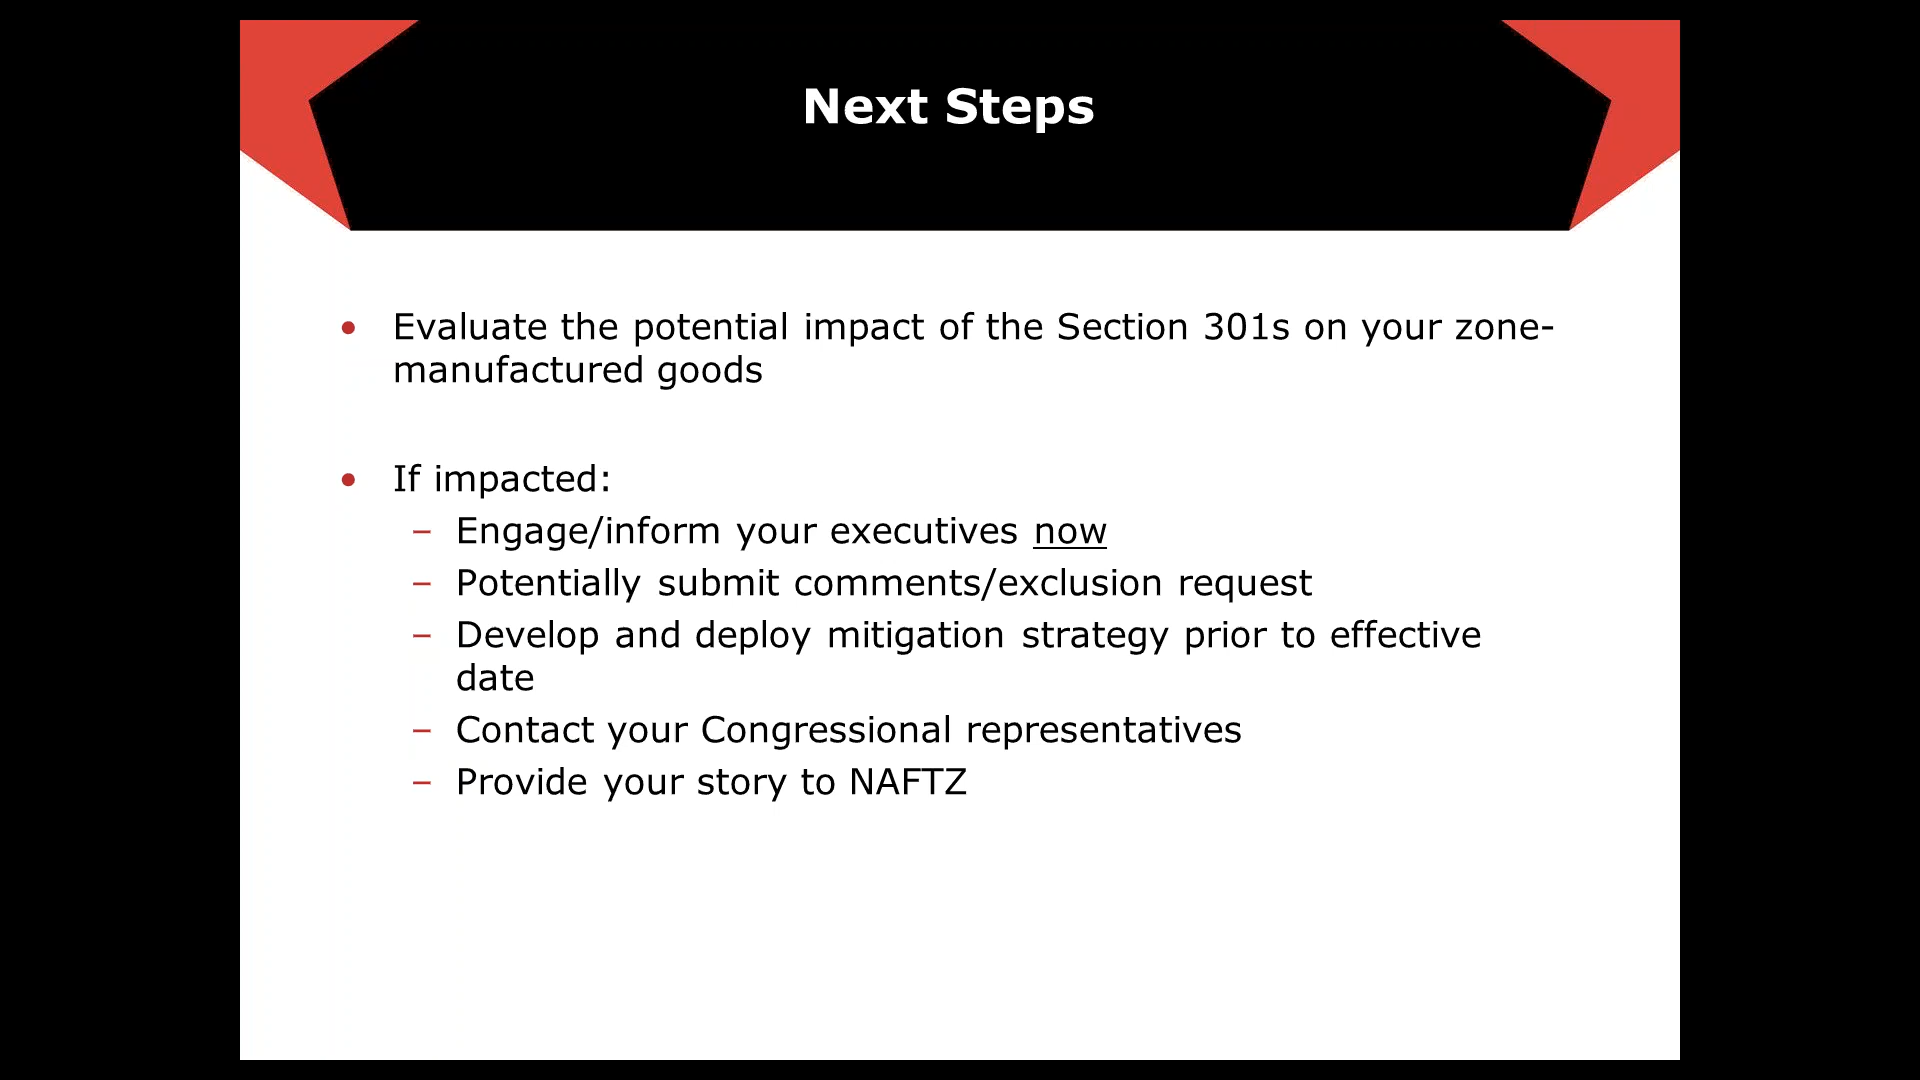 Next Steps
• Evaluate the potential impact of the Section 301s on your zone-
manufactured goods
• If impacted:
– Engage/inform your executives now
– Potentially submit comments/exclusion request
– Develop and deploy mitigation strategy prior to effective
date
– Contact your Congressional representatives
– Provide your story to NAFTZ